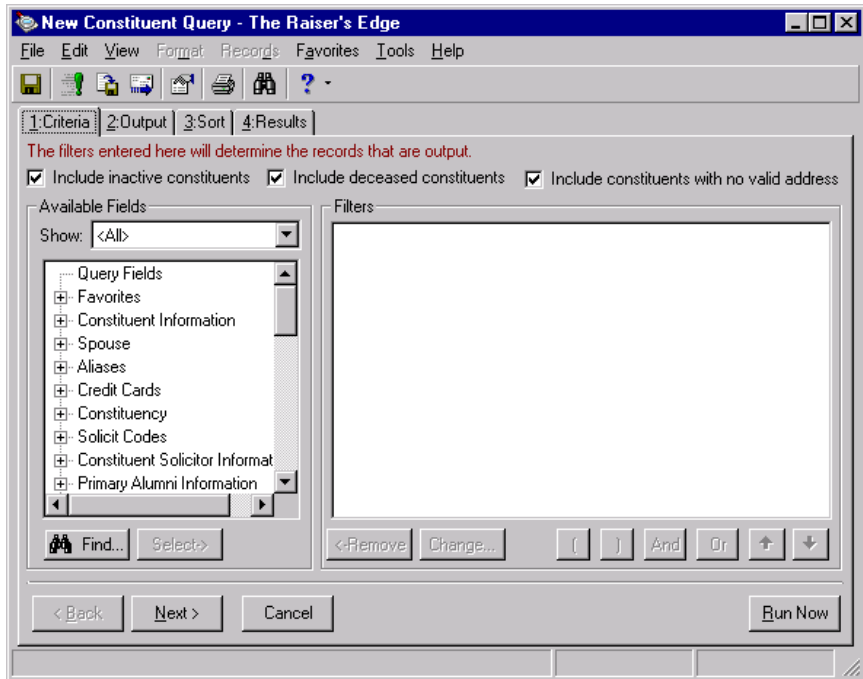 New Constituent Query - The Raiser's Edge
File Edit View Format Records Favorites Tools Help
?
1:Criteria 2:Output 3:Sort 4:Results
The filters entered here will determine the records that are output.
Include inactive constituents Include deceased constituents Include constituents with no valid address
Available Fields
Show: <All>
Query Fields
Favorites
Constituent Information
Spouse
Aliases
Credit Cards
Constituency
Solicit Codes
Constituent Solicitor Informat
Primary Alumni Information
Find... Select->
Filters
<-Remove Change... ( ) And Or
< Back Next > Cancel Run Now